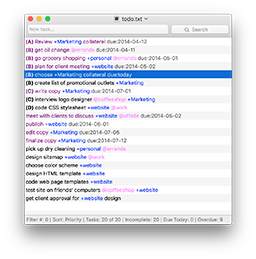 todo.txt
New task...
Search
(A) Review +Marketing collateral due:2014-04-12
(B) get oil change @errands due:2014-04-11
(B) go grocery shopping +personal @errands due:2014-05-01
(B) plan for client meeting +website due:2014-05-02
(B) choose +Marketing collateral due:today
(B) create list of promotional outlets +Marketing
(C) write copy +Marketing due:2014-07-01
(C) interview logo designer @coffeeshop +Marketing
(D) code CSS stylesheet +website @work
meet with clients to discuss +website @offsite due:2014-05-02
publish +website due:2014-06-01
edit copy +Marketing due:2014-07-05
finalize copy +Marketing due:2014-07-12
pick up dry cleaning +personal @errands
design sitemap +website @work
choose color scheme +website
design HTML template +website
code web page templates +website
test site on friends' computers @coffeeshop +website
get client approval for +website design
Filter #: 0 | Sort: Priority | Tasks: 20 of 20 | Incomplete: 20 | Due Today: 0 | Overdue: 9